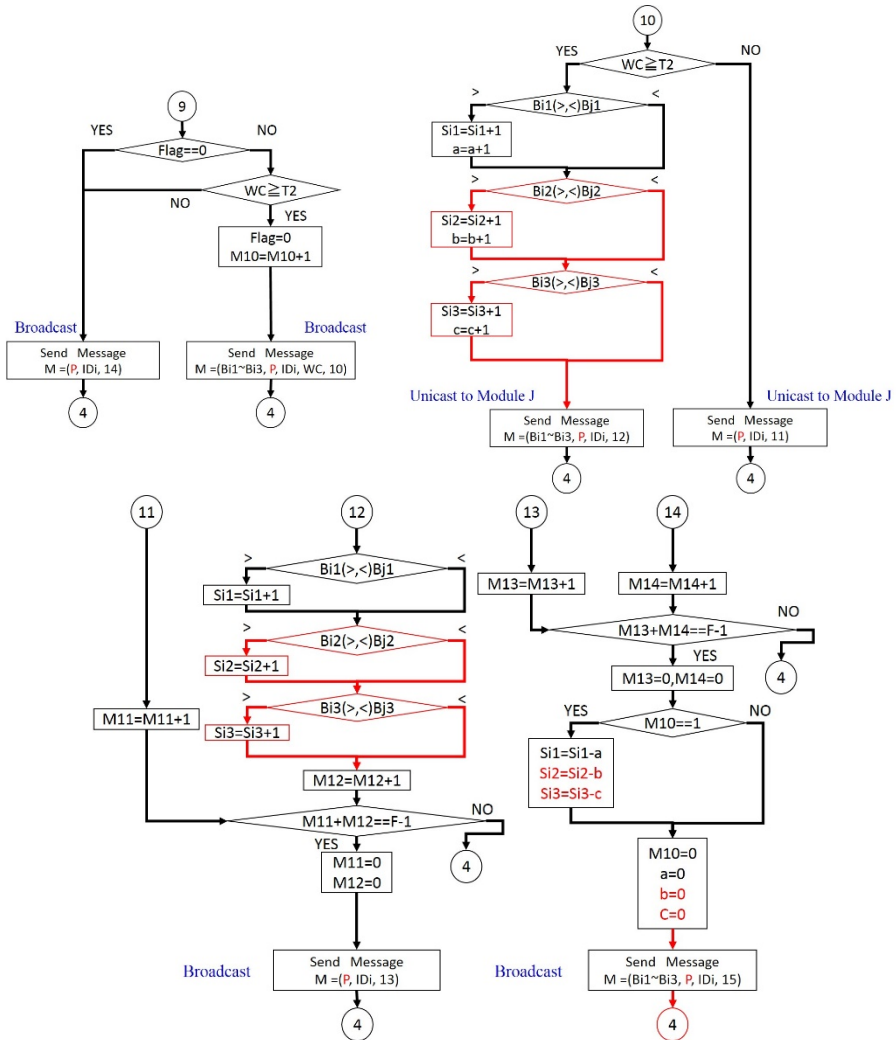 9
YES
NO
Flag==0
NO
WC≧T2
YES
Flag=0
M10=M10+1
Broadcast
Broadcast
Send Message
M =(P, IDi, 14)
Send Message
M =(Bi1~Bi3, P, IDi, WC, 10)
4
4
10
YES
NO
WC≧T2
>
<
Bi1(>,<)Bj1
Si1=Si1+1
a=a+1
>
<
Bi2(>,<)Bj2
Si2=Si2+1
b=b+1
>
<
Bi3(>,<)Bj3
Si3=Si3+1
c=c+1
Unicast to Module J
Unicast to Module J
Send Message
M =(Bi1~Bi3, P, IDi, 12)
Send Message
M =(P, IDi, 11)
4
4
11
M11=M11+1
12
>
<
Bi1(>,<)Bj1
Si1=Si1+1
>
<
Bi2(>,<)Bj2
Si2=Si2+1
>
<
Bi3(>,<)Bj3
Si3=Si3+1
M12=M12+1
M11+M12==F-1
NO
YES
4
M11=0
M12=0
Broadcast
Send Message
M =(P, IDi, 13)
4
13
14
M13=M13+1
M14=M14+1
NO
M13+M14==F-1
YES
4
M13=0,M14=0
YES
NO
M10==1
Si1=Si1-a
Si2=Si2-b
Si3=Si3-c
M10=0
a=0
b=0
C=0
Broadcast
Send Message
M =(Bi1~Bi3, P, IDi, 15)
4